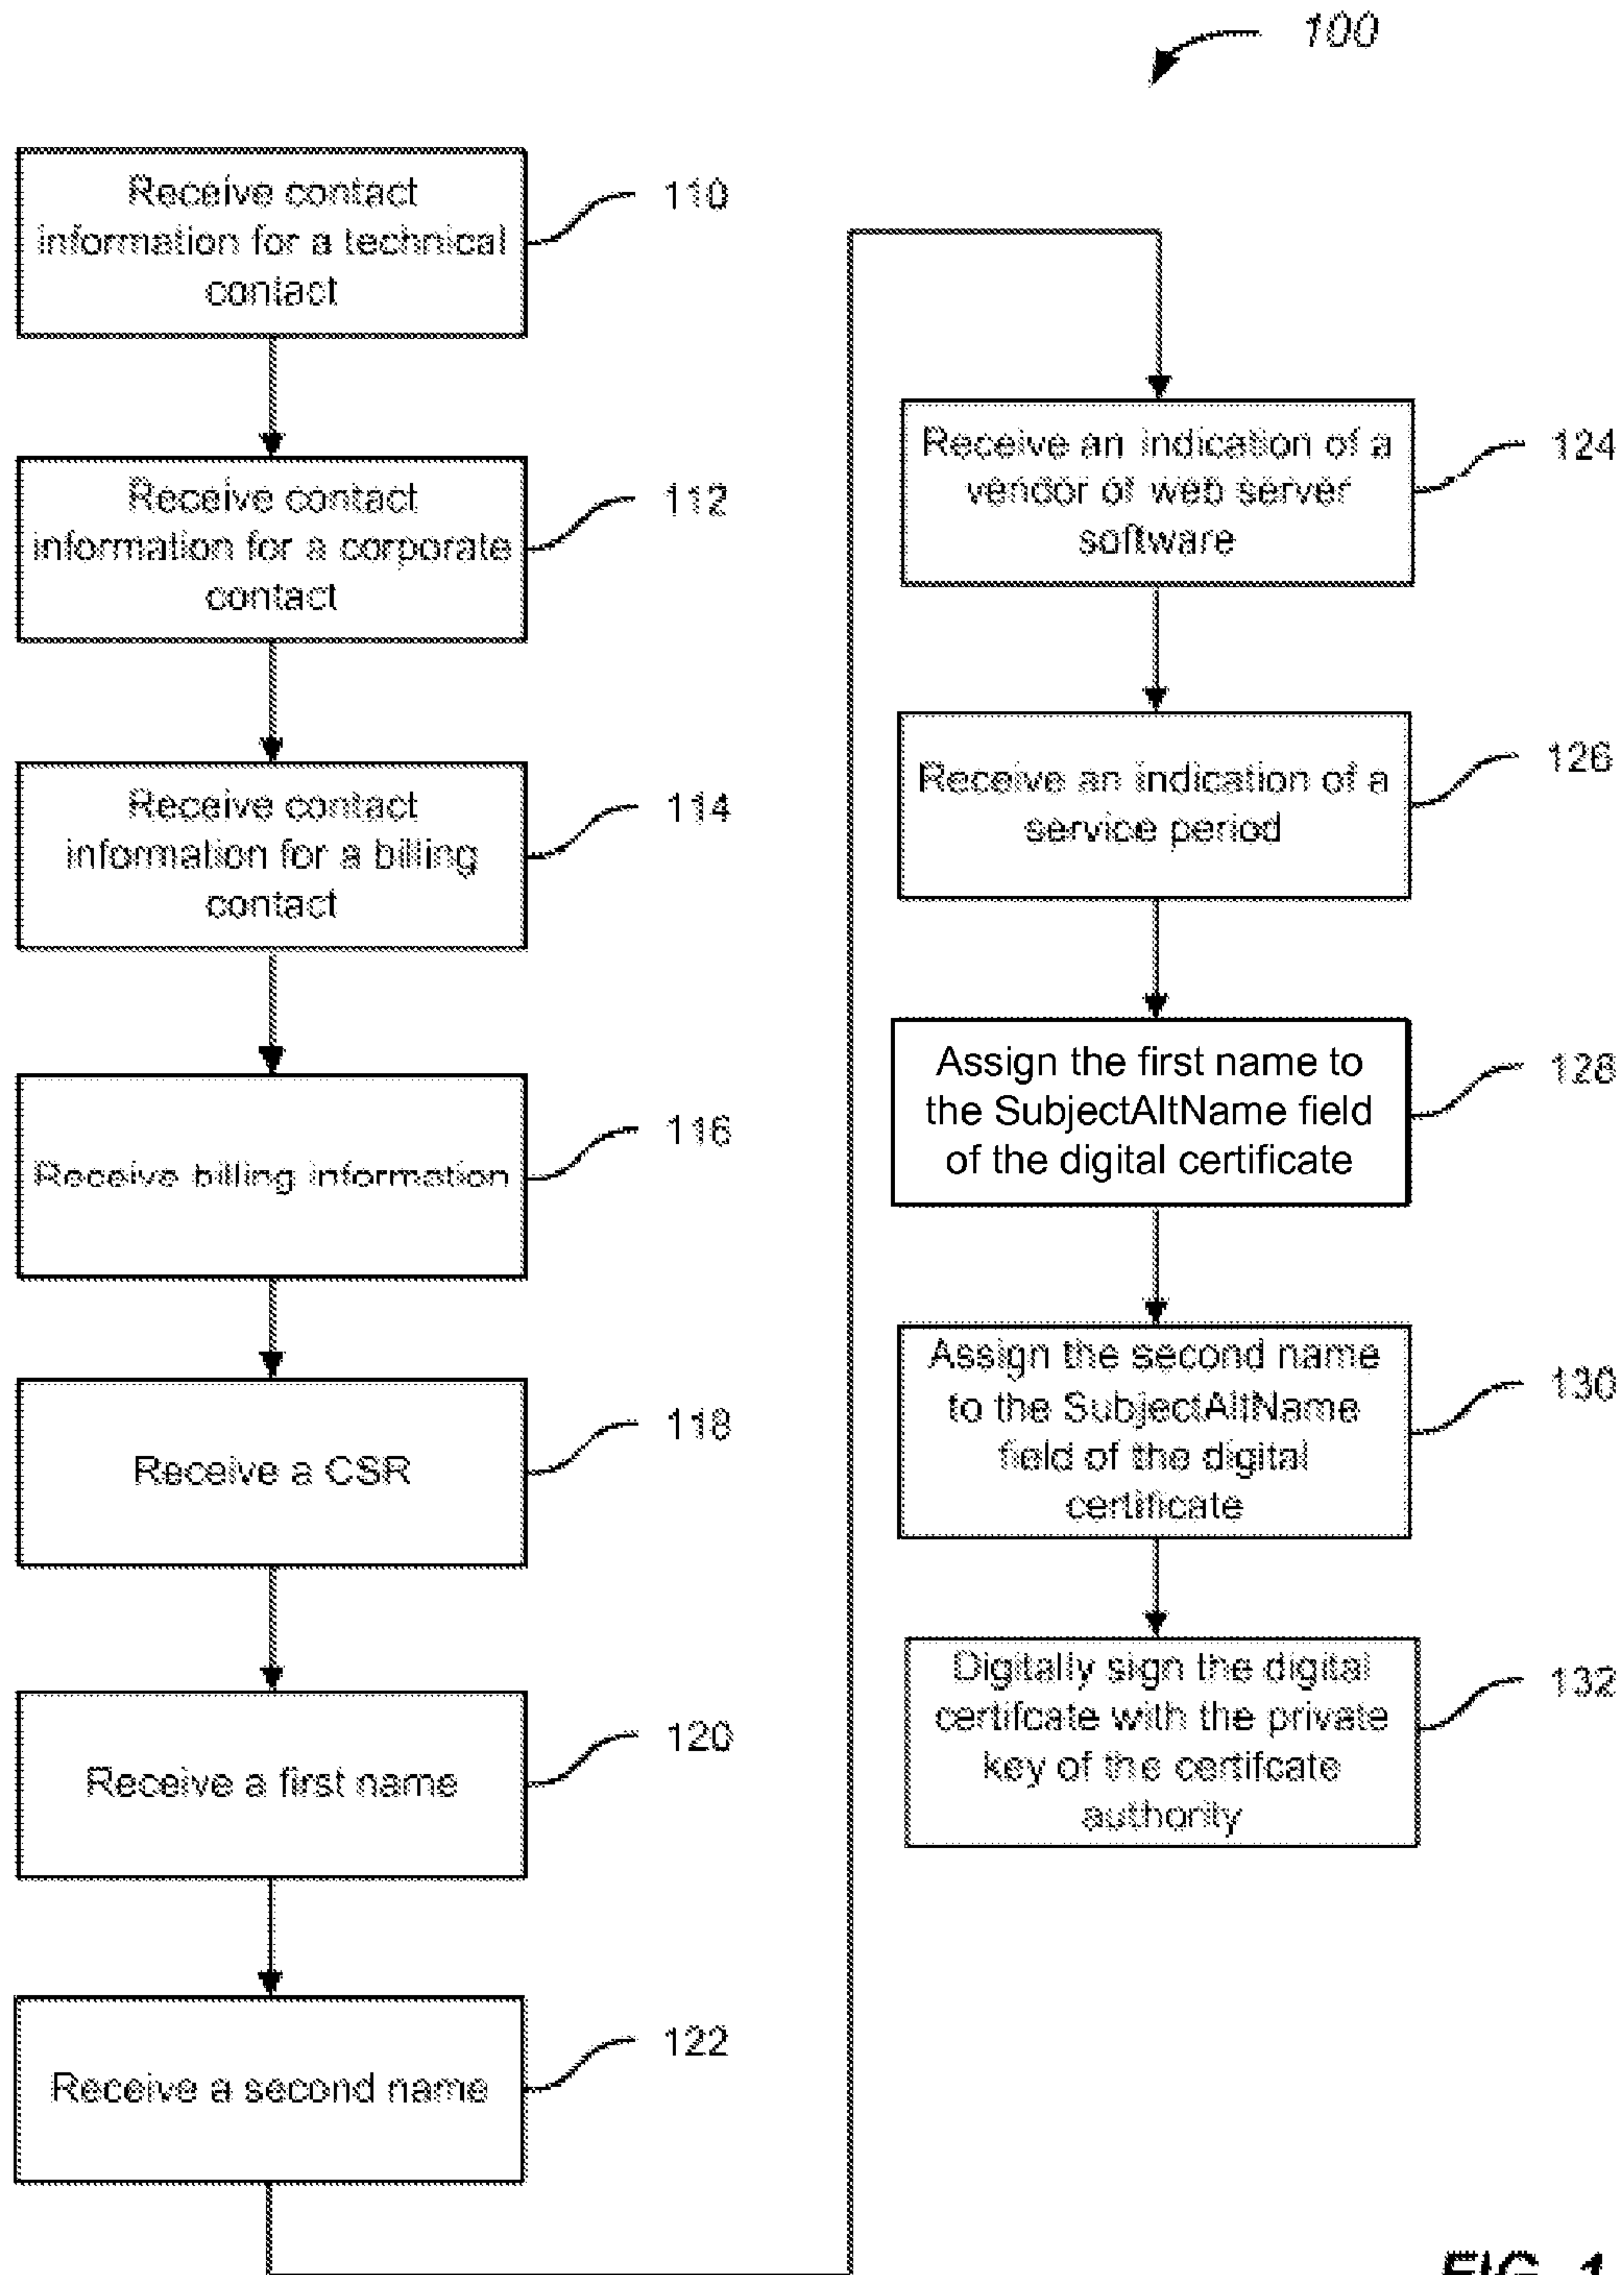 100
Receive contact
information for a technical
contact
110
Receive contact
information for a corporate
contact
112
Receive contact
information for a billing
contact
114
Receive billing information
116
Receive a CSR
118
Receive a first name
120
Receive a second name
122
Receive an indication of a
vendor of web server
software
124
Receive an indication of a
service period
126
Assign the first name to
the SubjectAltName field
of the digital certificate
128
Assign the second name
to the SubjectAltName
field of the digital
certificate
130
Digitally sign the digital
certifcate with the private
key of the certifcate
authority
132
FIG. 1